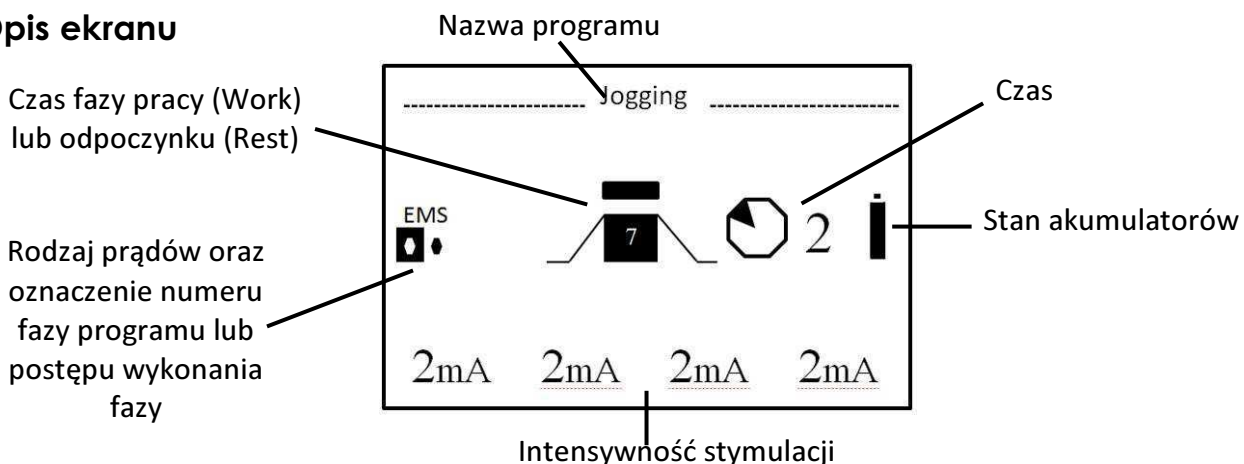 Opis ekranu
Nazwa programu
Czas fazy pracy (Work)
lub odpoczynku (Rest)
Jogging
Czas
EMS
7
2
Stan akumulatorów
Rodzaj prądów oraz
oznaczenie numeru
fazy programu lub
postępu wykonania
fazy
2mA 2mA 2mA 2mA
Intensywność stymulacji